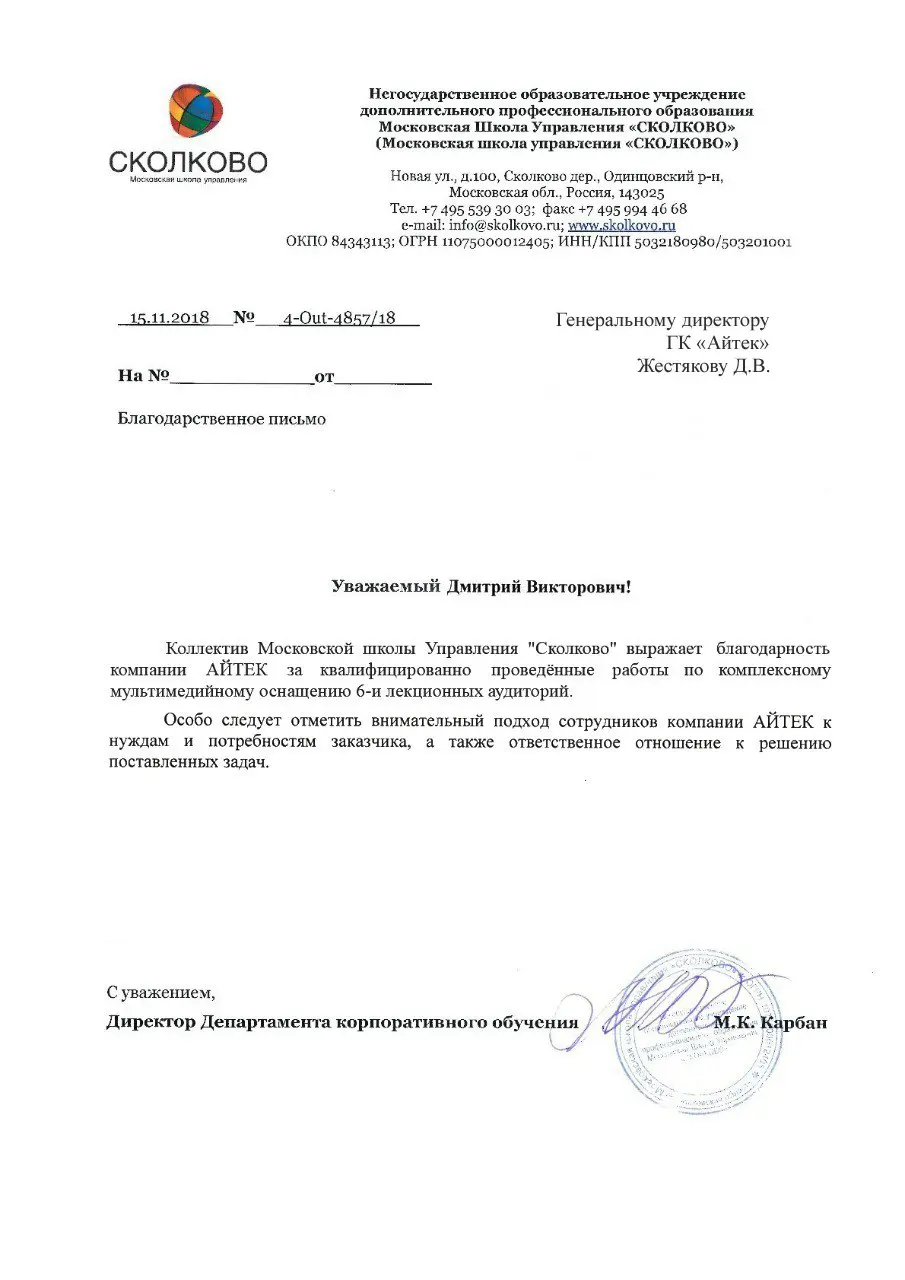 СКОЛКОВО
Московская школа управления
Негосударственное образовательное учреждение
дополнительного профессионального образования
Московская Школа Управления «СКОЛКОВО»
(Московская школа управления «СКОЛКОВО»)
Новая ул., д.100, Сколково дер., Одинцовский р-н,
Московская обл., Россия, 143025
Тел. +7 495 539 30 03; факс +7 495 994 46 68
e-mail: info@skolkovo.ru; www.skolkovo.ru
ОКПО 84343113; ОГРН 11075000012405; ИНН/КПП 5032180980/503201001
15.11.2018 № 4-Out-4857/18
Генеральному директору
ГК «Айтек»
Жестякову Д.В.
На №______________от__________
Благодарственное письмо
Уважаемый Дмитрий Викторович!
Коллектив Московской школы Управления "Сколково" выражает благодарность
компании АЙТЕК за квалифицированно проведённые работы по комплексному
мультимедийному оснащению 6-и лекционных аудиторий.
Особо следует отметить внимательный подход сотрудников компании АЙТЕК к
нуждам и потребностям заказчика, а также ответственное отношение к решению
поставленных задач.
С уважением,
Директор Департамента корпоративного обучения М.К. Карбан
«СКОЛКОВО»